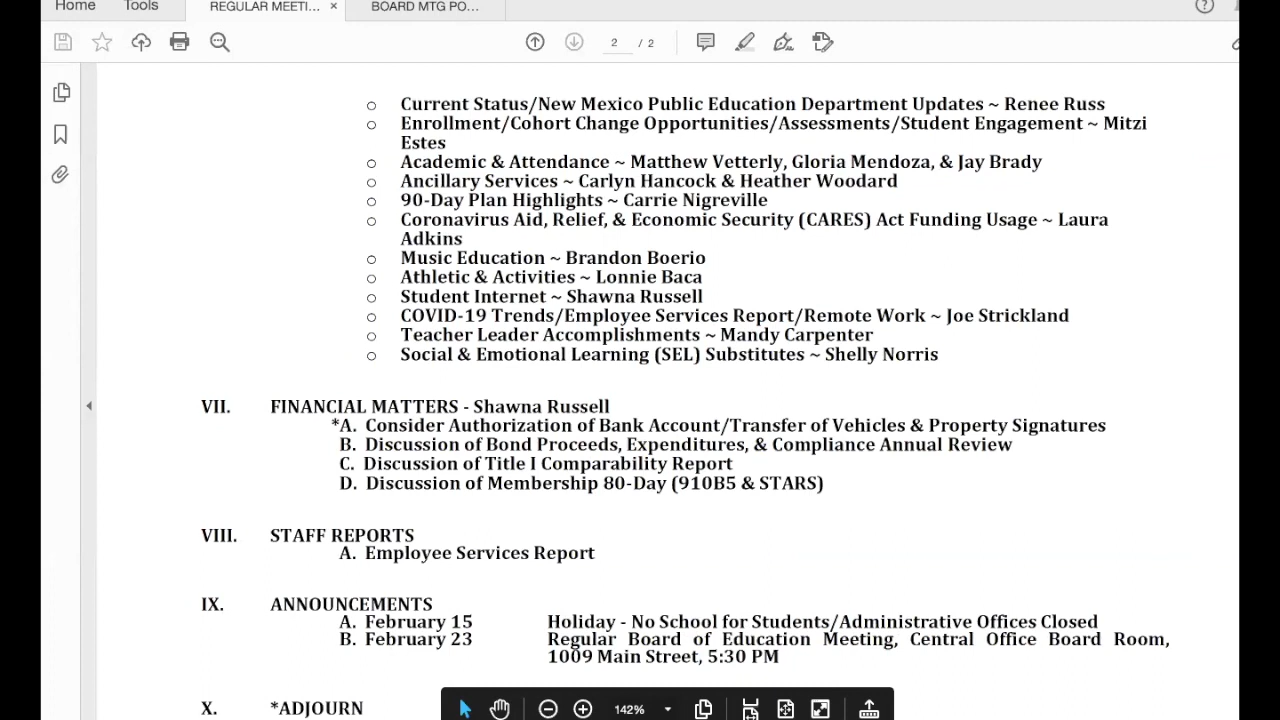 Home Tools REGULAR MEETI... × BOARD MTG PO...
2 / 2
○ Current Status/New Mexico Public Education Department Updates ~ Renee Russ
○ Enrollment/Cohort Change Opportunities/Assessments/Student Engagement ~ Mitzi
Estes
○ Academic & Attendance ~ Matthew Vetterly, Gloria Mendoza, & Jay Brady
○ Ancillary Services ~ Carlyn Hancock & Heather Woodard
○ 90-Day Plan Highlights ~ Carrie Nigreville
○ Coronavirus Aid, Relief, & Economic Security (CARES) Act Funding Usage ~ Laura
Adkins
○ Music Education ~ Brandon Boerio
○ Athletic & Activities ~ Lonnie Baca
○ Student Internet ~ Shawna Russell
○ COVID-19 Trends/Employee Services Report/Remote Work ~ Joe Strickland
○ Teacher Leader Accomplishments ~ Mandy Carpenter
○ Social & Emotional Learning (SEL) Substitutes ~ Shelly Norris
VII. FINANCIAL MATTERS - Shawna Russell
*A. Consider Authorization of Bank Account/Transfer of Vehicles & Property Signatures
B. Discussion of Bond Proceeds, Expenditures, & Compliance Annual Review
C. Discussion of Title I Comparability Report
D. Discussion of Membership 80-Day (910B5 & STARS)
VIII. STAFF REPORTS
A. Employee Services Report
IX. ANNOUNCEMENTS
A. February 15 Holiday - No School for Students/Administrative Offices Closed
B. February 23 Regular Board of Education Meeting, Central Office Board Room,
1009 Main Street, 5:30 PM
X. *ADJOURN
142%